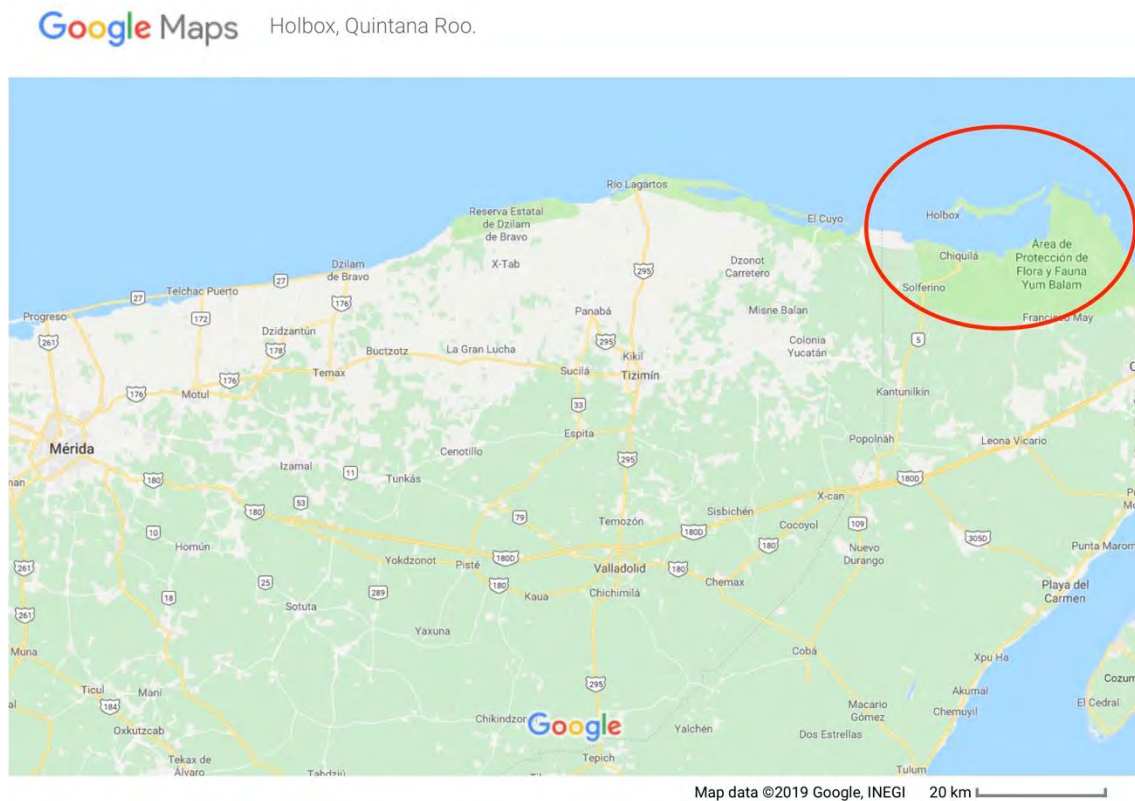 Google Maps
Holbox, Quintana Roo.
Río Lagartos
Reserva Estatal
de Dzilam
de Bravo
El Cuyo
Holbox
Área de
Protección de
Flora y Fauna
Yum Balam
Chiquilá
X-Tab
Dzonot
Carretero
Dzilam
de Bravo
295
27
Solferino
Telchac Puerto
27
176
Panabá
Misne Balan
Francisco May
Progreso
172
Dzidzantún
261
178
Buctzotz
La Gran Lucha
295
Colonia
Yucatán
5
Kikil
176
Temax
Sucilá
Tizimín
176
Motul
Kantunilkín
33
Espita
Popolnáh
Leona Vicario
Mérida
Cenotillo
295
Izamal
11
Tunkás
180
180D
X-can
53
180
79
Temozón
Sisbichén
Cocoyol
109
10
180D
305D
Homún
Yokdzonot
Pisté
180D
180
Nuevo
Durango
Punta Marom
261
Valladolid
180
Chemax
25
289
180
Kaua
Chichimilá
Playa del
Carmen
18
Sotuta
261
Yaxuna
Muna
Cobá
Xpu Ha
295
Ticul
Maní
Akumal
Cozum
184
Macario
Gómez
Chemuyil
El Cedral
Chikindzon
Google
Yalchén
Dos Estrellas
Oxkutzcab
Tekax de
Álvaro
Tepich
Tahdziú
Tulum
Map data ©2019 Google, INEGI 20 km